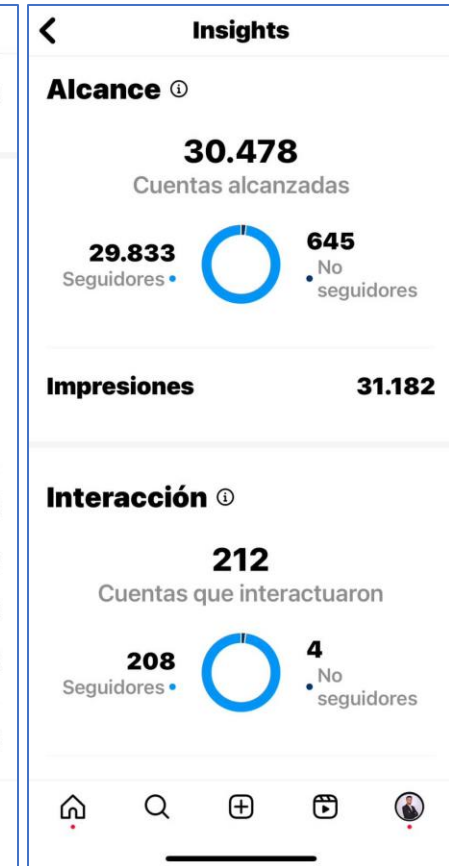 Insights
Alcance
30.478
Cuentas alcanzadas
29.833
Seguidores
645
No
seguidores
Impresiones 31.182
Interacción
212
Cuentas que interactuaron
208
Seguidores
4
No
seguidores